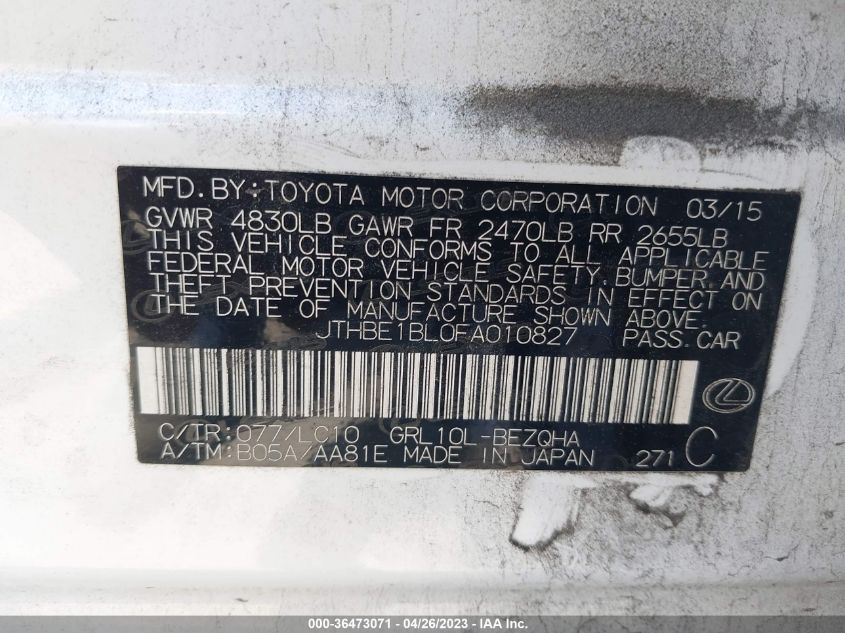 MFD. BY: TOYOTA MOTOR CORPORATION 03/15
GVWR 4830LB GAWR FR 2470LB RR 2655LB
THIS VEHICLE CONFORMS TO ALL APPLICABLE
FEDERAL MOTOR VEHICLE SAFETY, BUMPER, AND
THEFT PREVENTION STANDARDS IN EFFECT ON
THE DATE OF MANUFACTURE SHOWN ABOVE.
JTHBE1BL0FA010827 PASS. CAR
C/TR: 077/LC10 GRL10L-BEZQHA
A/TM: B05A/AA81E MADE IN JAPAN 271 C
000-36473071 - 04/26/2023 - IAA Inc.